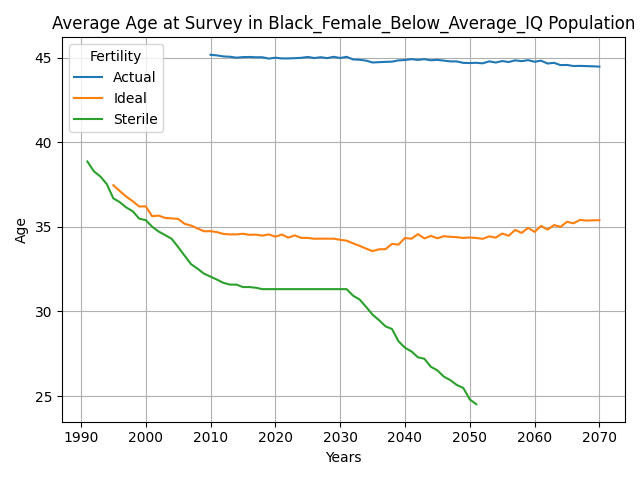 Average Age at Survey in Black_Female_Below_Average_IQ Population
Fertility
Actual
Ideal
Sterile
Age
45
40
35
30
25
1990 2000 2010 2020 2030 2040 2050 2060 2070
Years